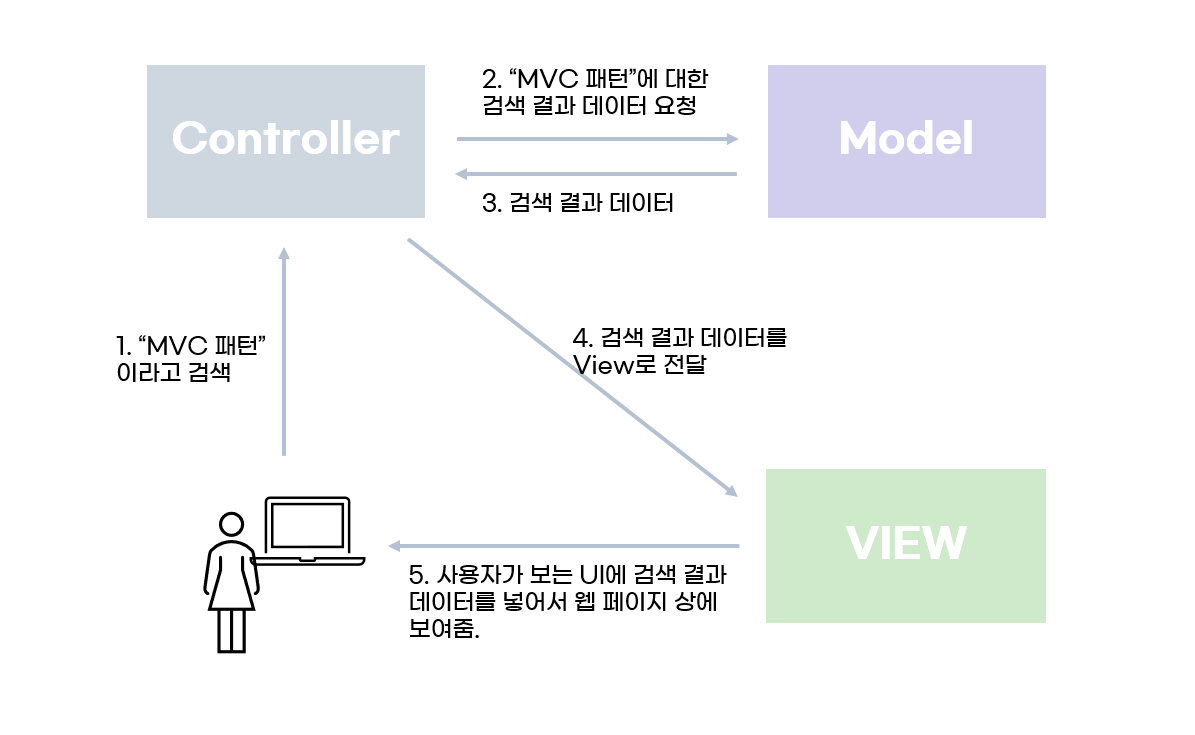 Controller
2. “MVC 패턴”에 대한
검색 결과 데이터 요청
Model
3. 검색 결과 데이터
1. “MVC 패턴”
이라고 검색
4. 검색 결과 데이터를
View로 전달
VIEW
5. 사용자가 보는 UI에 검색 결과
데이터를 넣어서 웹 페이지 상에
보여줌.